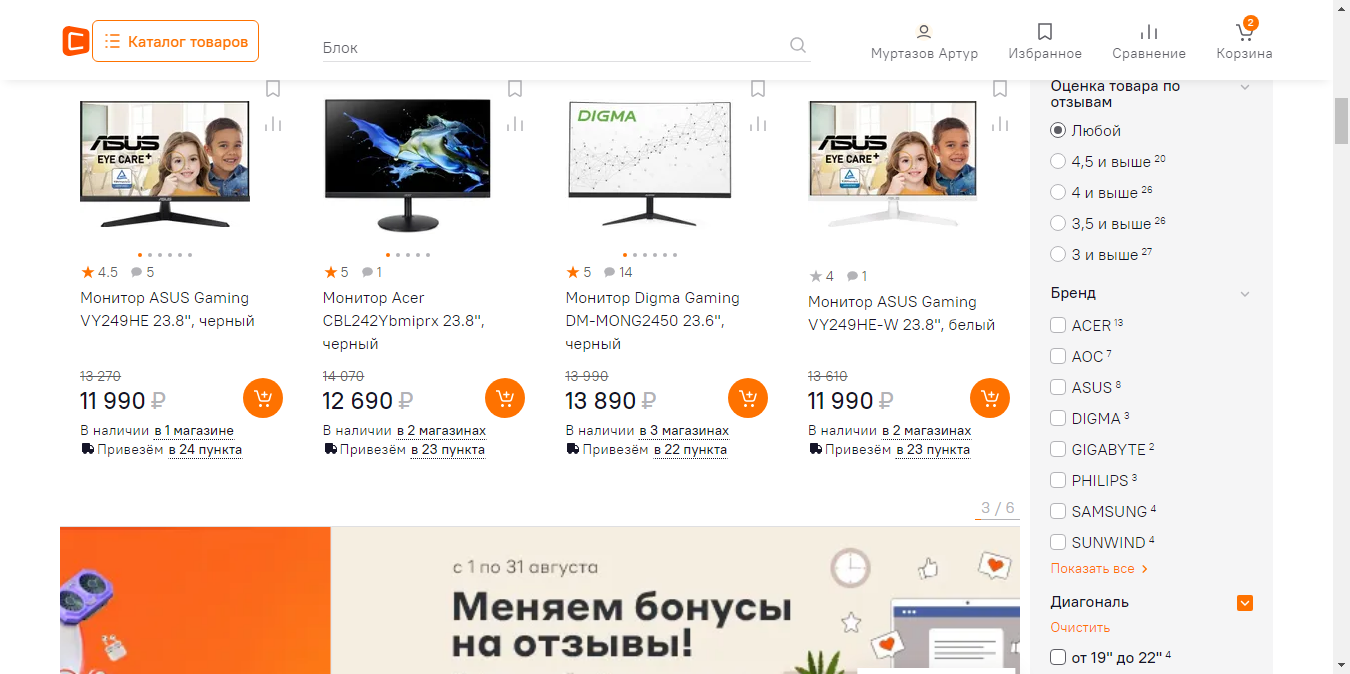 Каталог товаров
Блок
Муртазов Артур
Избранное
Сравнение
2
Корзина
ASUS
EYE CARE+
DIGMA
ASUS
EYE CARE+
4.5 5
5 1
5 14
4 1
Монитор ASUS Gaming
VY249HE 23.8", черный
Монитор Acer
CBL242Ybmiprx 23.8",
черный
Монитор Digma Gaming
DM-MONG2450 23.6",
черный
Монитор ASUS Gaming
VY249HE-W 23.8", белый
13 270
11 990 ₽
В наличии в 1 магазине
Привезём в 24 пункта
14 070
12 690 ₽
В наличии в 2 магазинах
Привезём в 23 пункта
13 990
13 890 ₽
В наличии в 3 магазинах
Привезём в 22 пункта
13 610
11 990 ₽
В наличии в 2 магазинах
Привезём в 23 пункта
3 / 6
с 1 по 31 августа
Меняем бонусы
на отзывы!
Оценка товара по
отзывам
Любой
4,5 и выше 20
4 и выше 26
3,5 и выше 26
3 и выше 27
Бренд
ACER 13
AOC 7
ASUS 8
DIGMA 3
GIGABYTE 2
PHILIPS 3
SAMSUNG 4
SUNWIND 4
Показать все
Диагональ
Очистить
от 19" до 22" 4